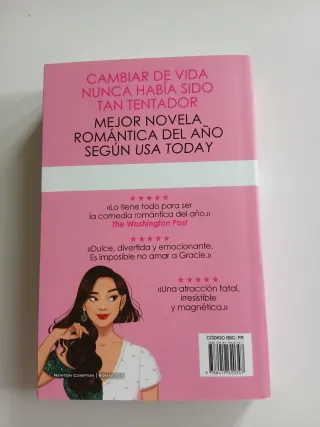 CAMBIAR DE VIDA
NUNCA HABÍA SIDO
TAN TENTADOR
MEJOR NOVELA
ROMÁNTICA DEL AÑO
SEGÚN USA TODAY
★★★★★
«Lo tiene todo para ser
la comedia romántica del año.»
The Washington Post
★★★★★
«Dulce, divertida y emocionante.
Es imposible no amar a Gracie.»
★★★★★
«Una atracción fatal,
irresistible
y magnética.»
CÓDIGO IBIC: FR
NEWTON COMPTON